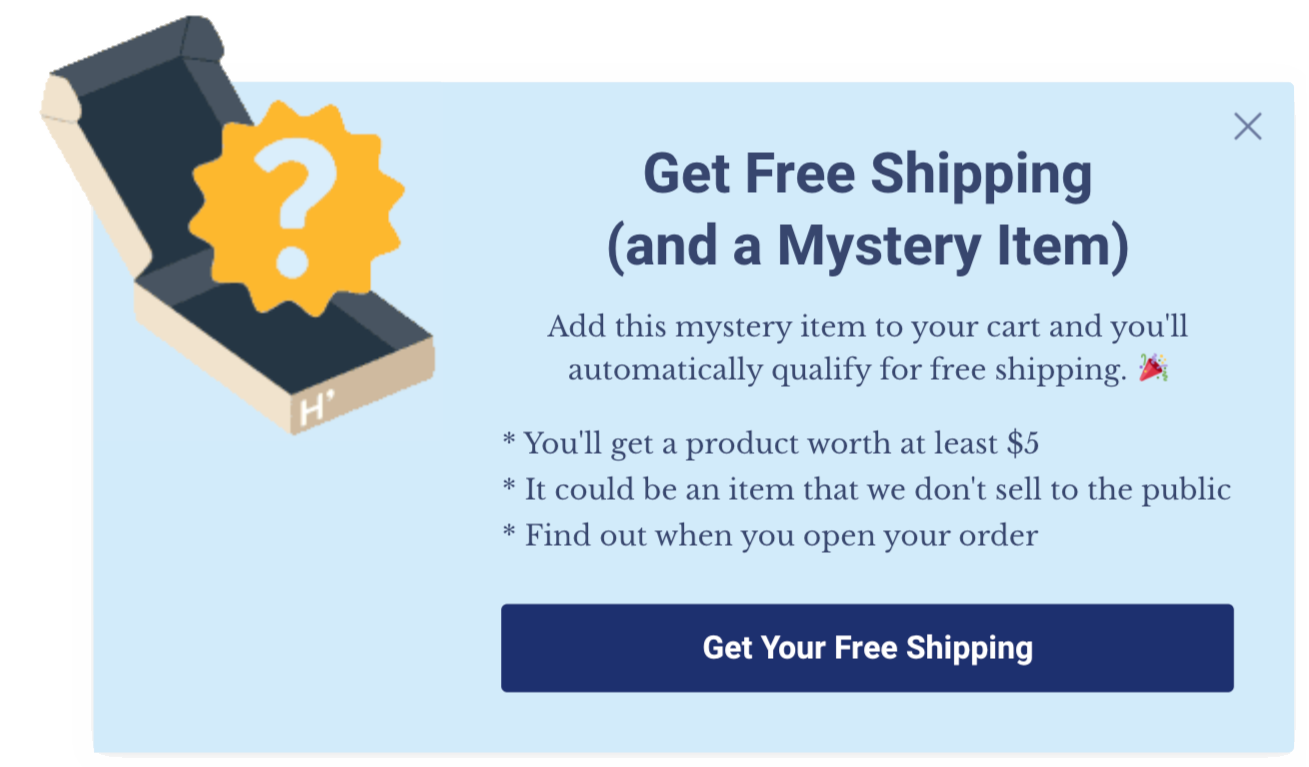 Get Free Shipping
(and a Mystery Item)
Add this mystery item to your cart and you'll
automatically qualify for free shipping. 🎉
* You'll get a product worth at least $5
* It could be an item that we don't sell to the public
* Find out when you open your order
Get Your Free Shipping
?
H’